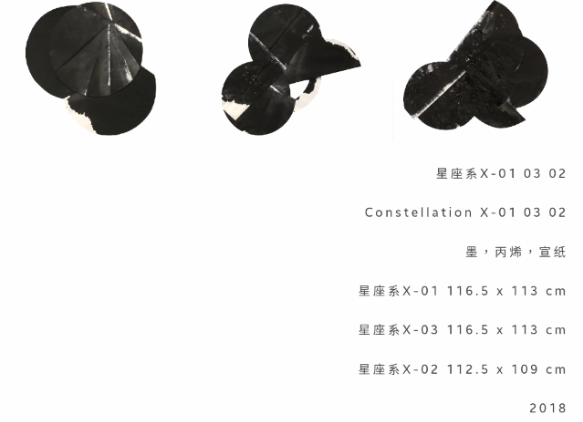 星座系X-01 03 02
Constellation X-01 03 02
墨，丙烯，宣纸
星座系X-01 116.5 x 113 cm
星座系X-03 116.5 x 113 cm
星座系X-02 112.5 x 109 cm
2018